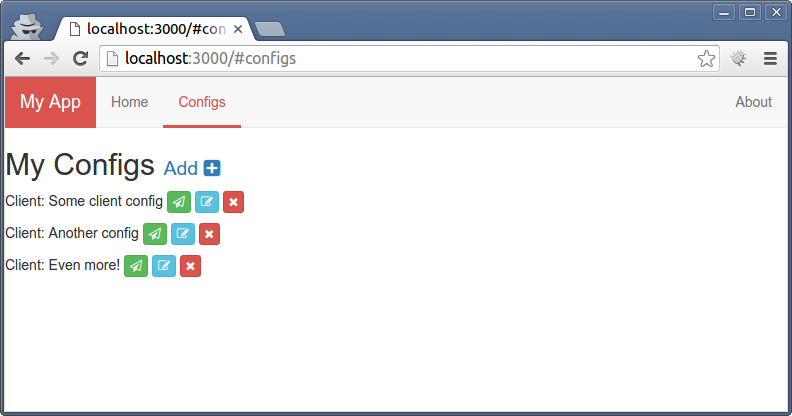 localhost:3000/#con
localhost:3000/#configs
My App Home Configs About
My Configs Add
Client: Some client config
Client: Another config
Client: Even more!